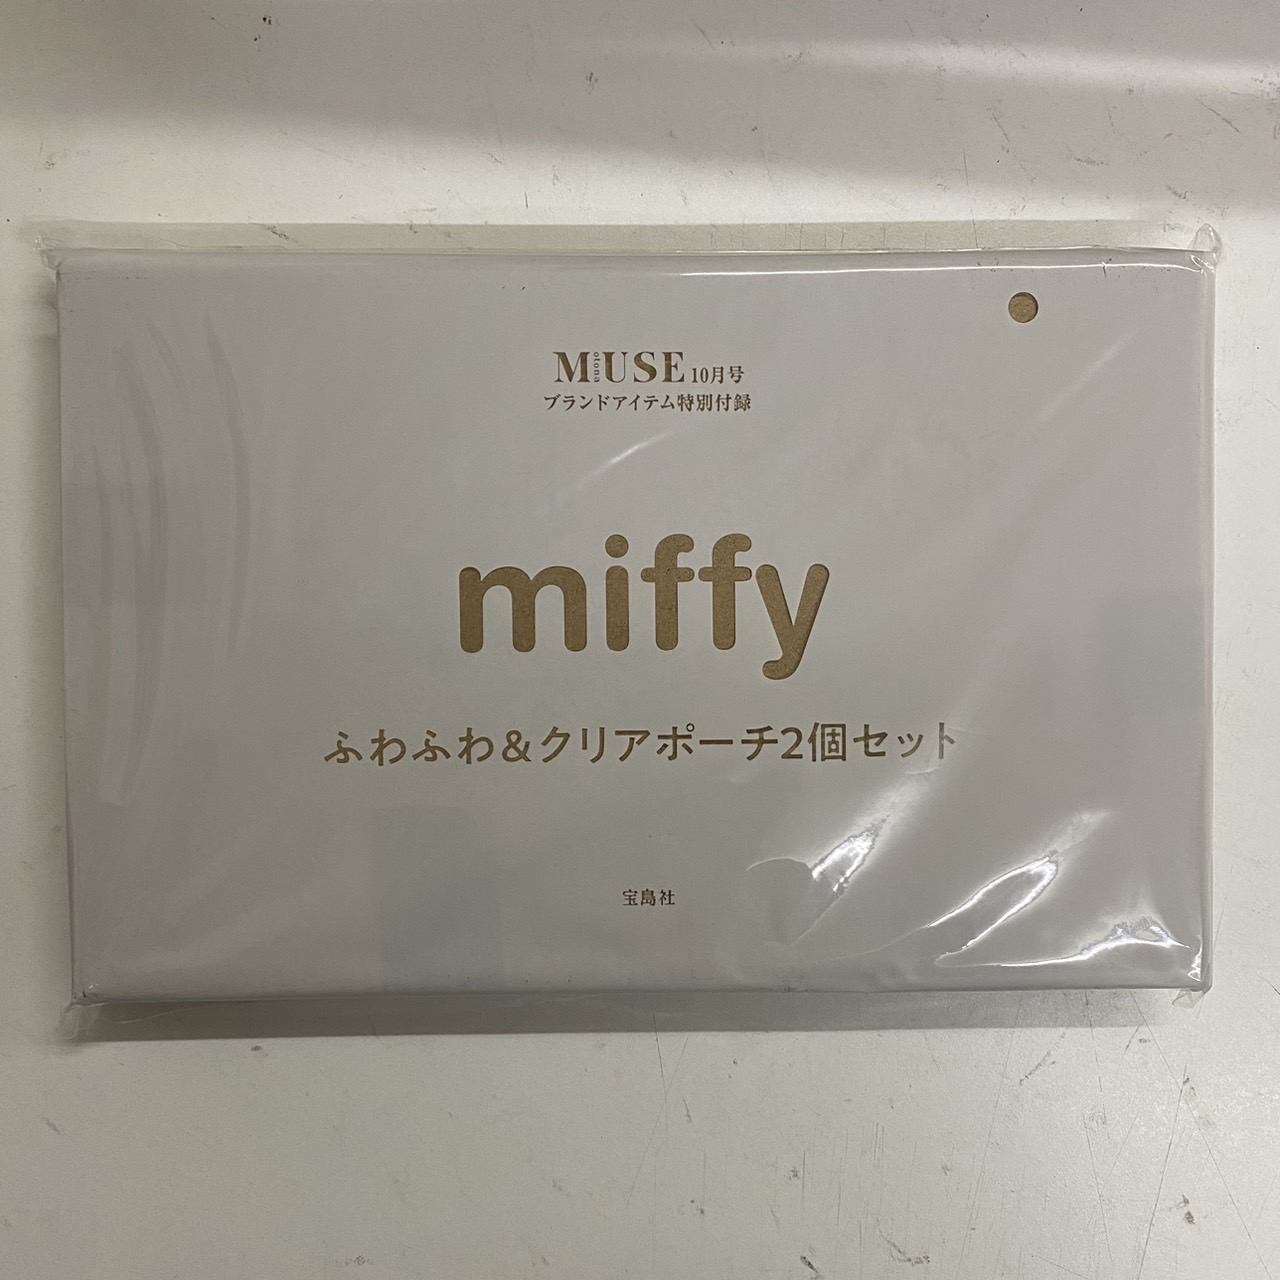 otona MUSE 10月号
ブランドアイテム特別付録
miffy
ふわふわ&クリアポーチ2個セット
宝島社